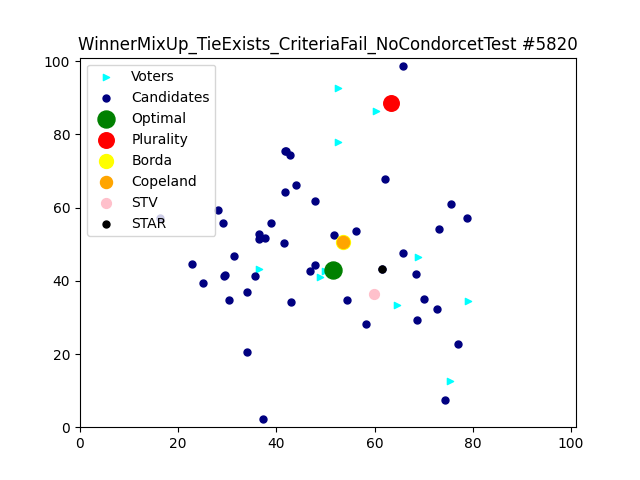 WinnerMixUp_TieExists_CriteriaFail_NoCondorcetTest #5820
100
80
60
40
20
0
Voters
Candidates
Optimal
Plurality
Borda
Copeland
STV
STAR
0 20 40 60 80 100